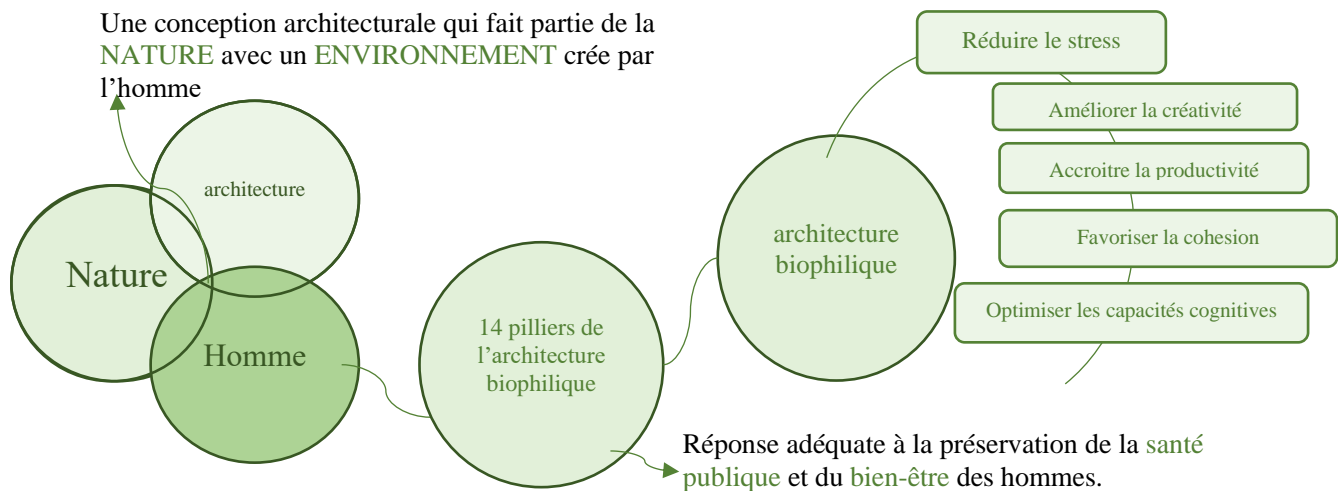 Une conception architecturale qui fait partie de la
NATURE avec un ENVIRONNEMENT crée par
l’homme
architecture
Nature
Homme
14 pilliers de
l’architecture
biophilique
architecture
biophilique
Réduire le stress
Améliorer la créativité
Accroitre la productivité
Favoriser la cohesion
Optimiser les capacités cognitives
Réponse adéquate à la préservation de la santé
publique et du bien-être des hommes.